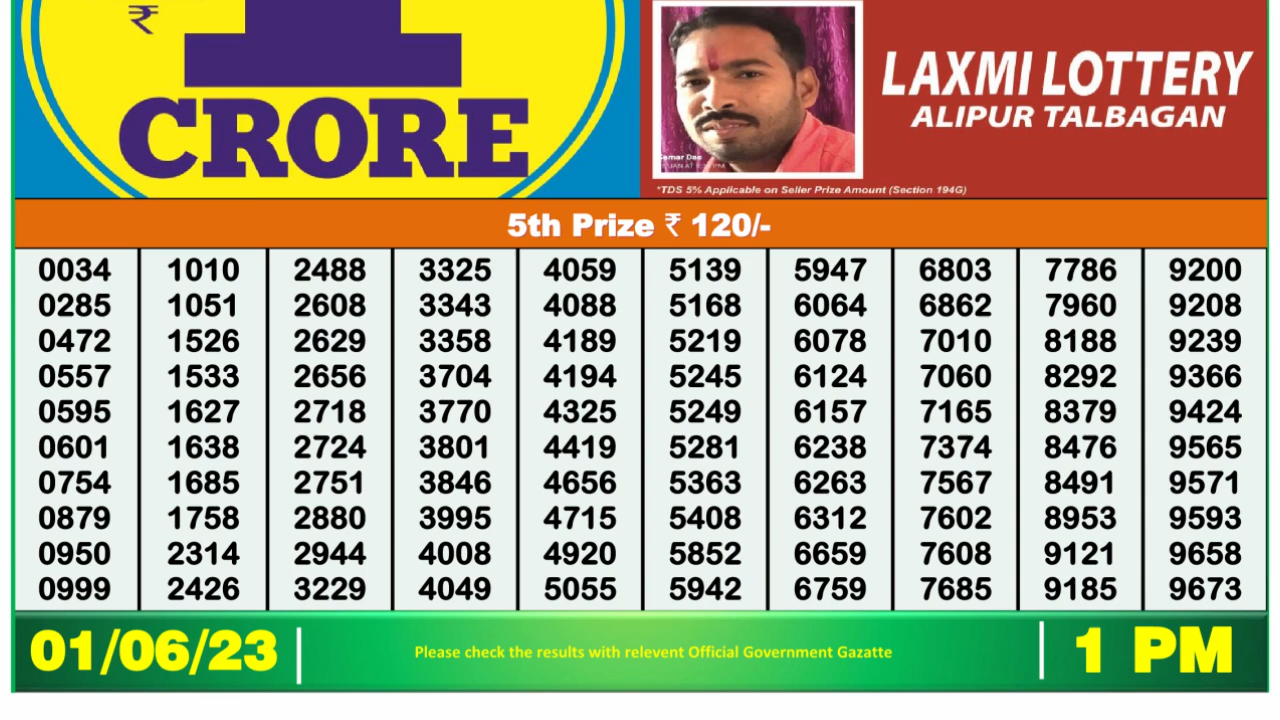 ₹ 1
CRORE
LAXMI LOTTERY
ALIPUR TALBAGAN
*TDS 5% Applicable on Seller Prize Amount (Section 194G)
5th Prize ₹ 120/-
0034 1010 2488 3325 4059 5139 5947 6803 7786 9200
0285 1051 2608 3343 4088 5168 6064 6862 7960 9208
0472 1526 2629 3358 4189 5219 6078 7010 8188 9239
0557 1533 2656 3704 4194 5245 6124 7060 8292 9366
0595 1627 2718 3770 4325 5249 6157 7165 8379 9424
0601 1638 2724 3801 4419 5281 6238 7374 8476 9565
0754 1685 2751 3846 4656 5363 6263 7567 8491 9571
0879 1758 2880 3995 4715 5408 6312 7602 8953 9593
0950 2314 2944 4008 4920 5852 6659 7608 9121 9658
0999 2426 3229 4049 5055 5942 6759 7685 9185 9673
01/06/23
Please check the results with relevent Official Government Gazatte
1 PM